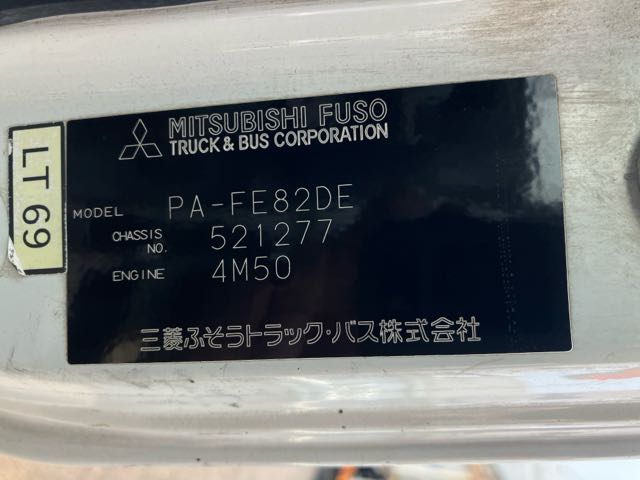 MITSUBISHI FUSO
TRUCK & BUS CORPORATION
LT 69
MODEL PA-FE82DE
CHASSIS NO. 521277
ENGINE 4M50
三菱ふそうトラック・バス株式会社